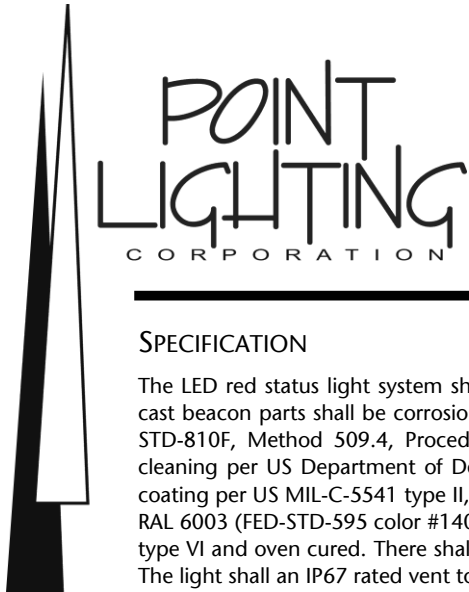 POINT
LIGHTING
CORPORATION
SPECIFICATION
The LED red status light system sh
cast beacon parts shall be corrosio
STD-810F, Method 509.4, Proced
cleaning per US Department of De
coating per US MIL-C-5541 type II,
RAL 6003 (FED-STD-595 color #140
type VI and oven cured. There shal
The light shall an IP67 rated vent to